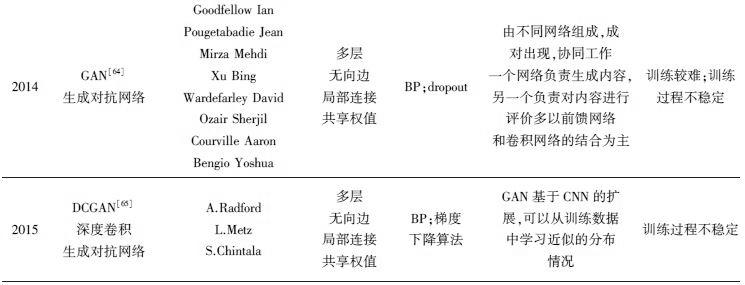 2014
GAN[64]
生成对抗网络
Goodfellow Ian
Pougetabadie Jean
Mirza Mehdi
Xu Bing
Wardefarley David
Ozair Sherjil
Courville Aaron
Bengio Yoshua
多层
无向边
局部连接
共享权值
BP;dropout
由不同网络组成,成
对出现,协同工作
一个网络负责生成内容,
另一个负责对内容进行
评价多以前馈网络
和卷积网络的结合为主
训练较难;训练
过程不稳定
2015
DCGAN[65]
深度卷积
生成对抗网络
A.Radford
L.Metz
S.Chintala
多层
无向边
局部连接
共享权值
BP;梯度
下降算法
GAN 基于 CNN 的扩
展,可以从训练数据
中学习近似的分布
情况
训练过程不稳定